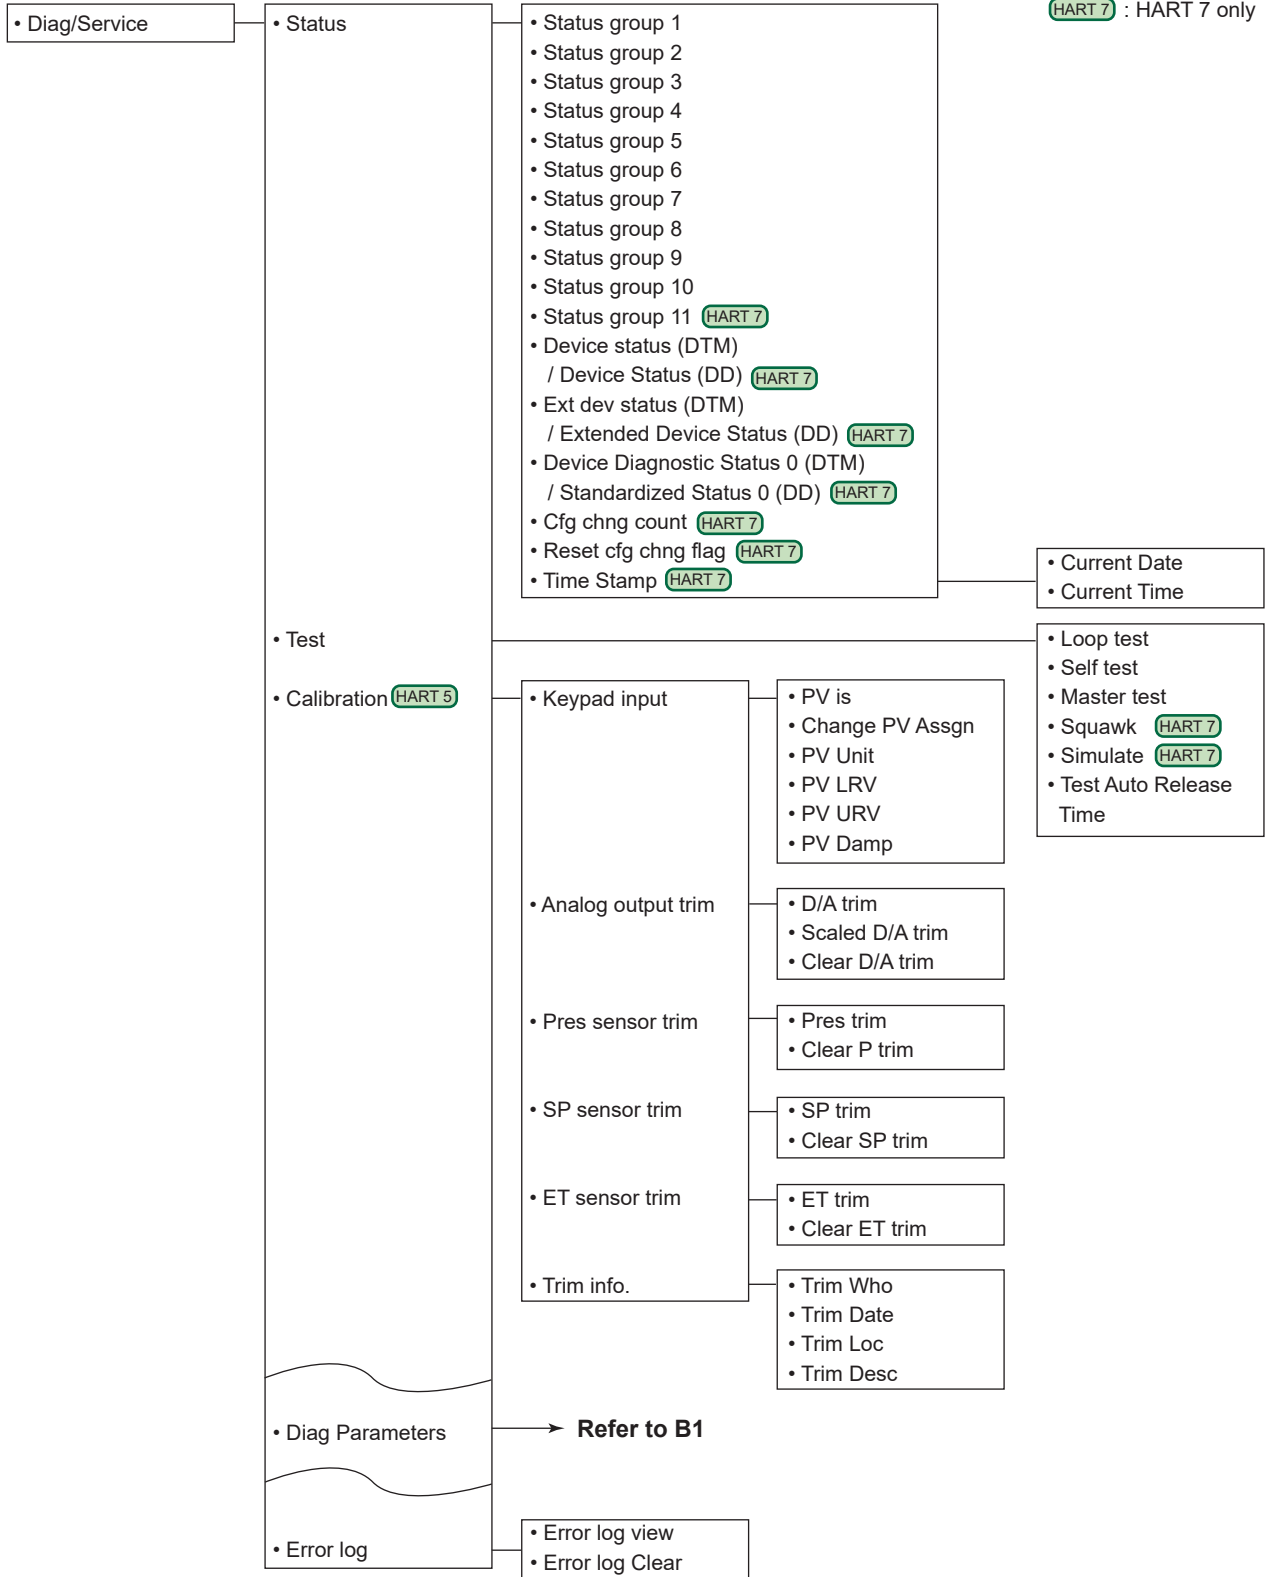 • Diag/Service
• Status
• Status group 1
• Status group 2
• Status group 3
• Status group 4
• Status group 5
• Status group 6
• Status group 7
• Status group 8
• Status group 9
• Status group 10
• Status group 11 HART 7
• Device status (DTM)
/ Device Status (DD) HART 7
• Ext dev status (DTM)
/ Extended Device Status (DD) HART 7
• Device Diagnostic Status 0 (DTM)
/ Standardized Status 0 (DD) HART 7
• Cfg chng count HART 7
• Reset cfg chng flag HART 7
• Time Stamp HART 7
HART 7 : HART 7 only
• Current Date
• Current Time
• Test
• Loop test
• Self test
• Master test
• Squawk HART 7
• Simulate HART 7
• Test Auto Release
Time
• Calibration HART 5
• Keypad input
• PV is
• Change PV Assgn
• PV Unit
• PV LRV
• PV URV
• PV Damp
• Analog output trim
• D/A trim
• Scaled D/A trim
• Clear D/A trim
• Pres sensor trim
• Pres trim
• Clear P trim
• SP sensor trim
• SP trim
• Clear SP trim
• ET sensor trim
• ET trim
• Clear ET trim
• Trim info.
• Trim Who
• Trim Date
• Trim Loc
• Trim Desc
• Diag Parameters
Refer to B1
• Error log
• Error log view
• Error log Clear